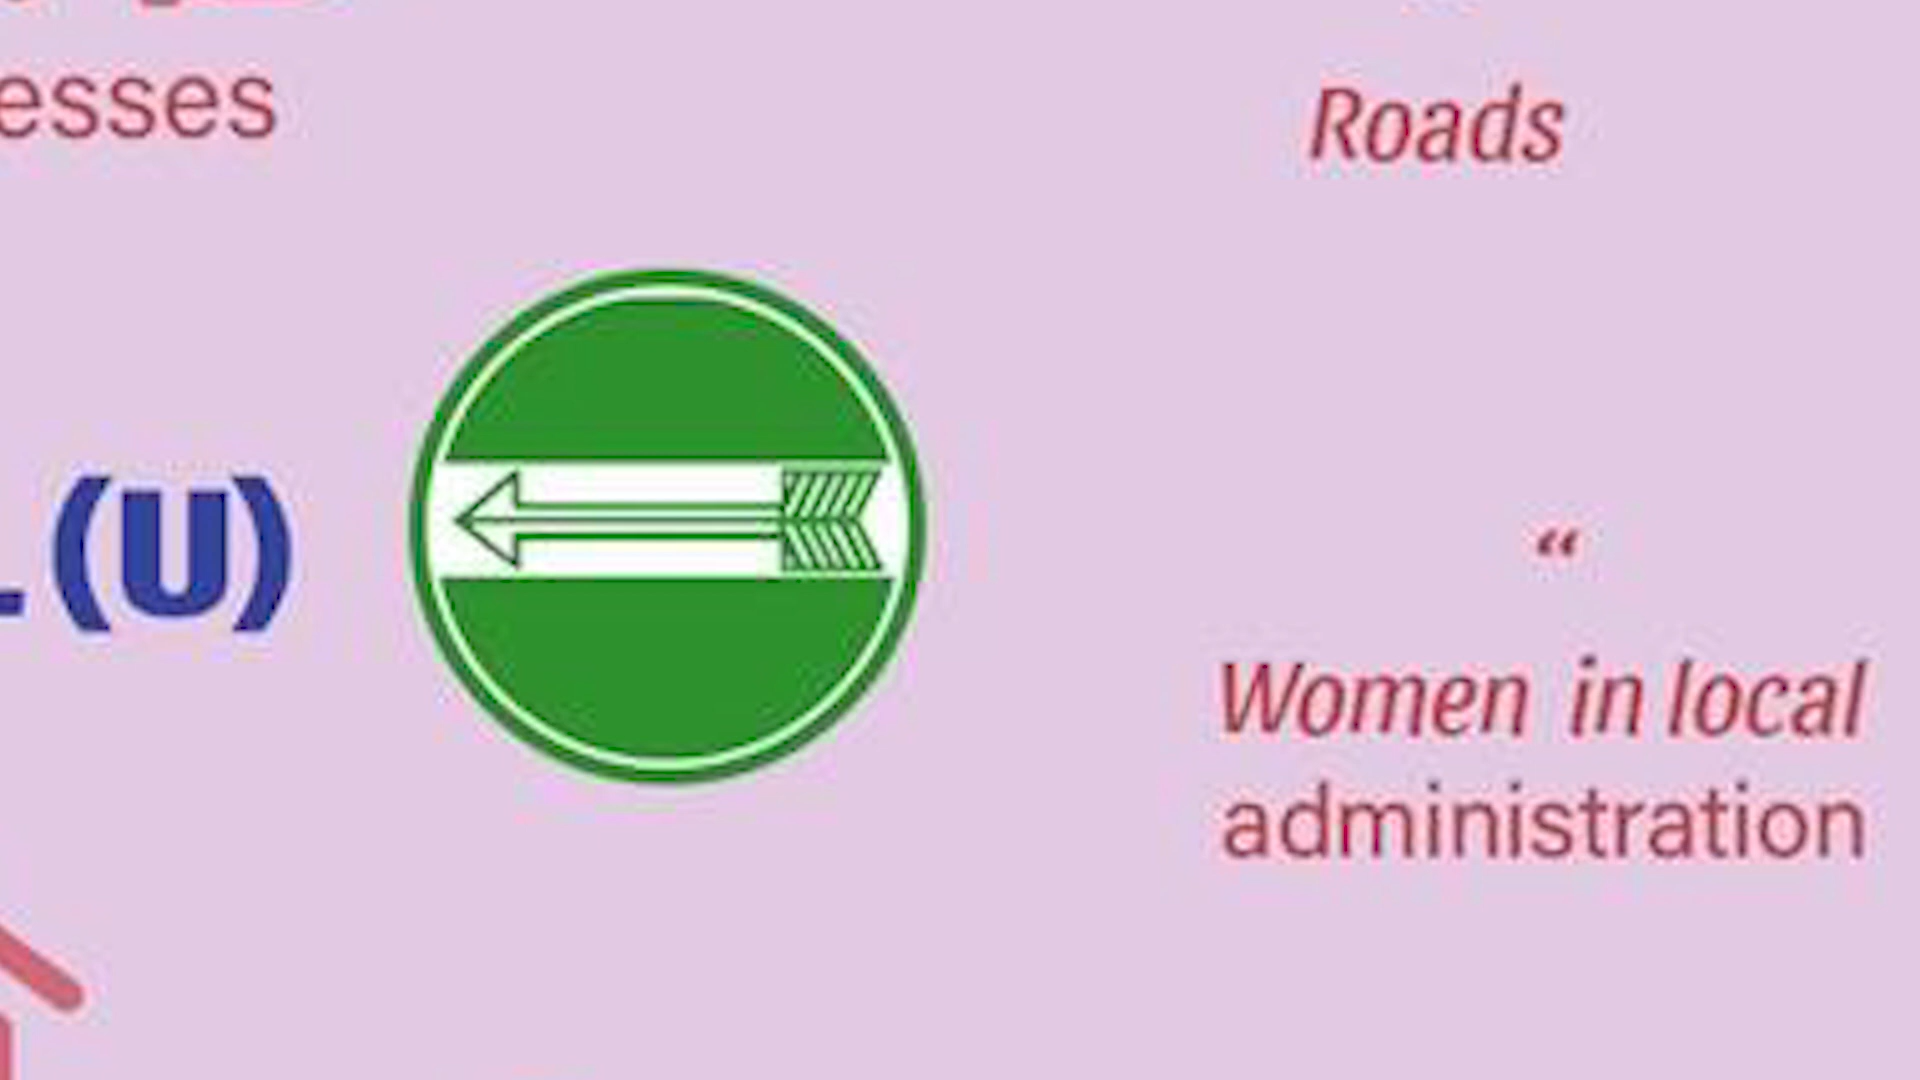 esses
Roads
. (U)
“
Women in local
administration